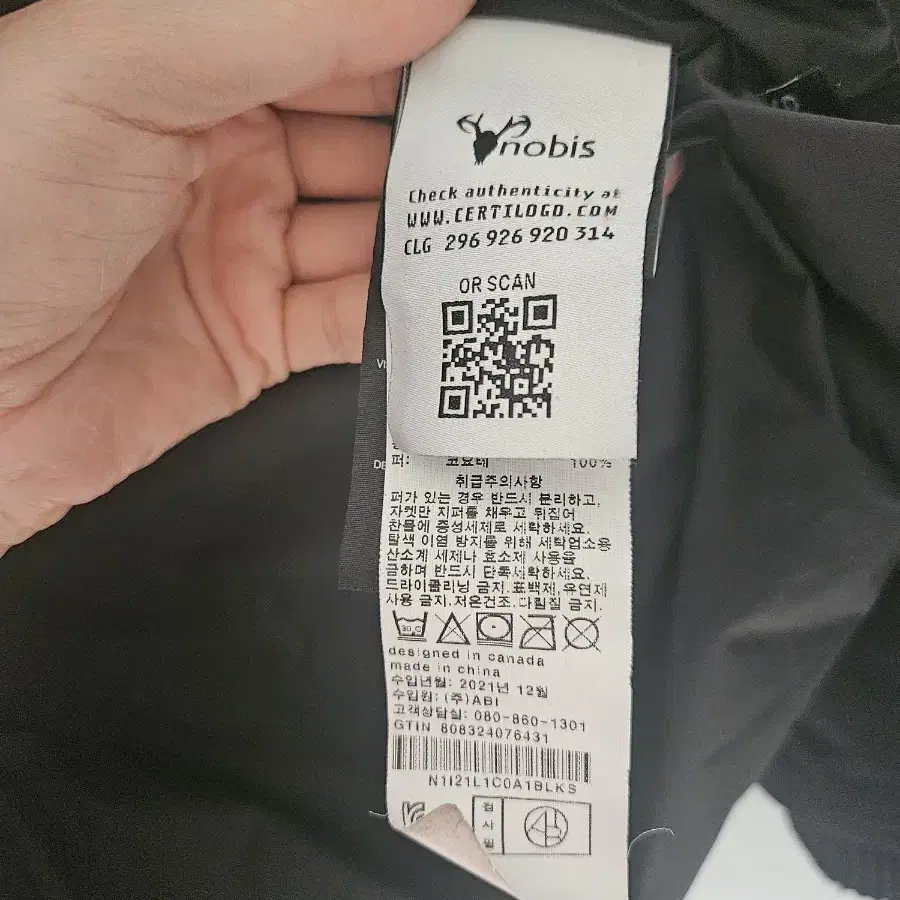 nobis
Check authenticity at
WWW.CERTILOGO.COM
CLG 296 926 920 314
OR SCAN
퍼: 코요테 100%
취급주의사항
퍼가 있는 경우 반드시 분리하고,
자켓만 지퍼를 채우고 뒤집어
찬물에 중성세제로 세탁하세요.
탈색 이염 방지를 위해 세탁업소용
산소계 세제나 효소제 사용을
금하며 반드시 단독세탁하세요.
드라이클리닝 금지.표백제,유연제
사용 금지.저온건조.다림질 금지.
30℃
designed in canada
made in china
수입년월: 2021년 12월
수입원: (주)ABI
고객상담실: 080-860-1301
GTIN 808324076431
N1I21L1C0A1BLKS
검
사
필